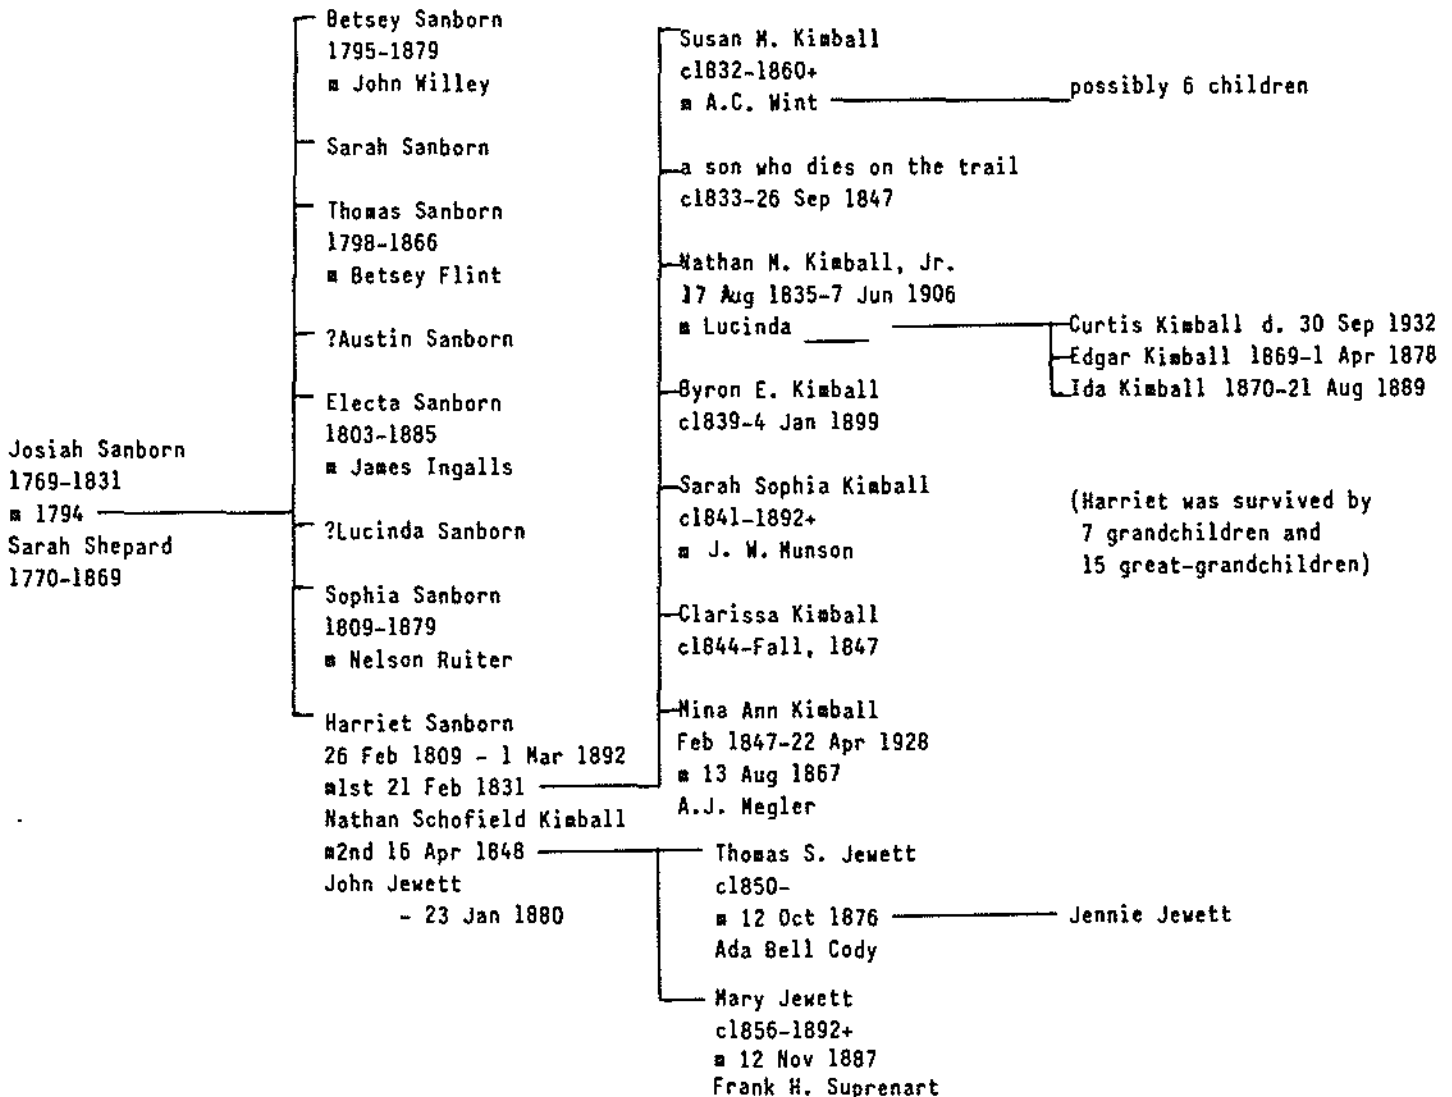 Josiah Sanborn
1769-1831
m 1794
Sarah Shepard
1770-1869
Betsey Sanborn
1795-1879
m John Willey
Sarah Sanborn
Thomas Sanborn
1798-1866
m Betsey Flint
?Austin Sanborn
Electa Sanborn
1803-1885
m James Ingalls
?Lucinda Sanborn
Sophia Sanborn
1809-1879
m Nelson Ruiter
Harriet Sanborn
26 Feb 1809 - 1 Mar 1892
m1st 21 Feb 1831
Nathan Schofield Kimball
m2nd 16 Apr 1848
John Jewett
- 23 Jan 1880
Susan M. Kimball
c1832-1860+
m A.C. Wint
possibly 6 children
a son who dies on the trail
c1833-26 Sep 1847
Nathan M. Kimball, Jr.
17 Aug 1835-7 Jun 1906
m Lucinda ____
Curtis Kimball d. 30 Sep 1932
Edgar Kimball 1869-1 Apr 1878
Ida Kimball 1870-21 Aug 1889
Byron E. Kimball
c1839-4 Jan 1899
Sarah Sophia Kimball
c1841-1892+
m J. W. Munson
(Harriet was survived by
7 grandchildren and
15 great-grandchildren)
Clarissa Kimball
c1844-Fall, 1847
Mina Ann Kimball
Feb 1847-22 Apr 1928
m 13 Aug 1867
A.J. Megler
Thomas S. Jewett
c1850-
m 12 Oct 1876
Ada Bell Cody
Jennie Jewett
Mary Jewett
c1856-1892+
m 12 Nov 1887
Frank H. Suprenart